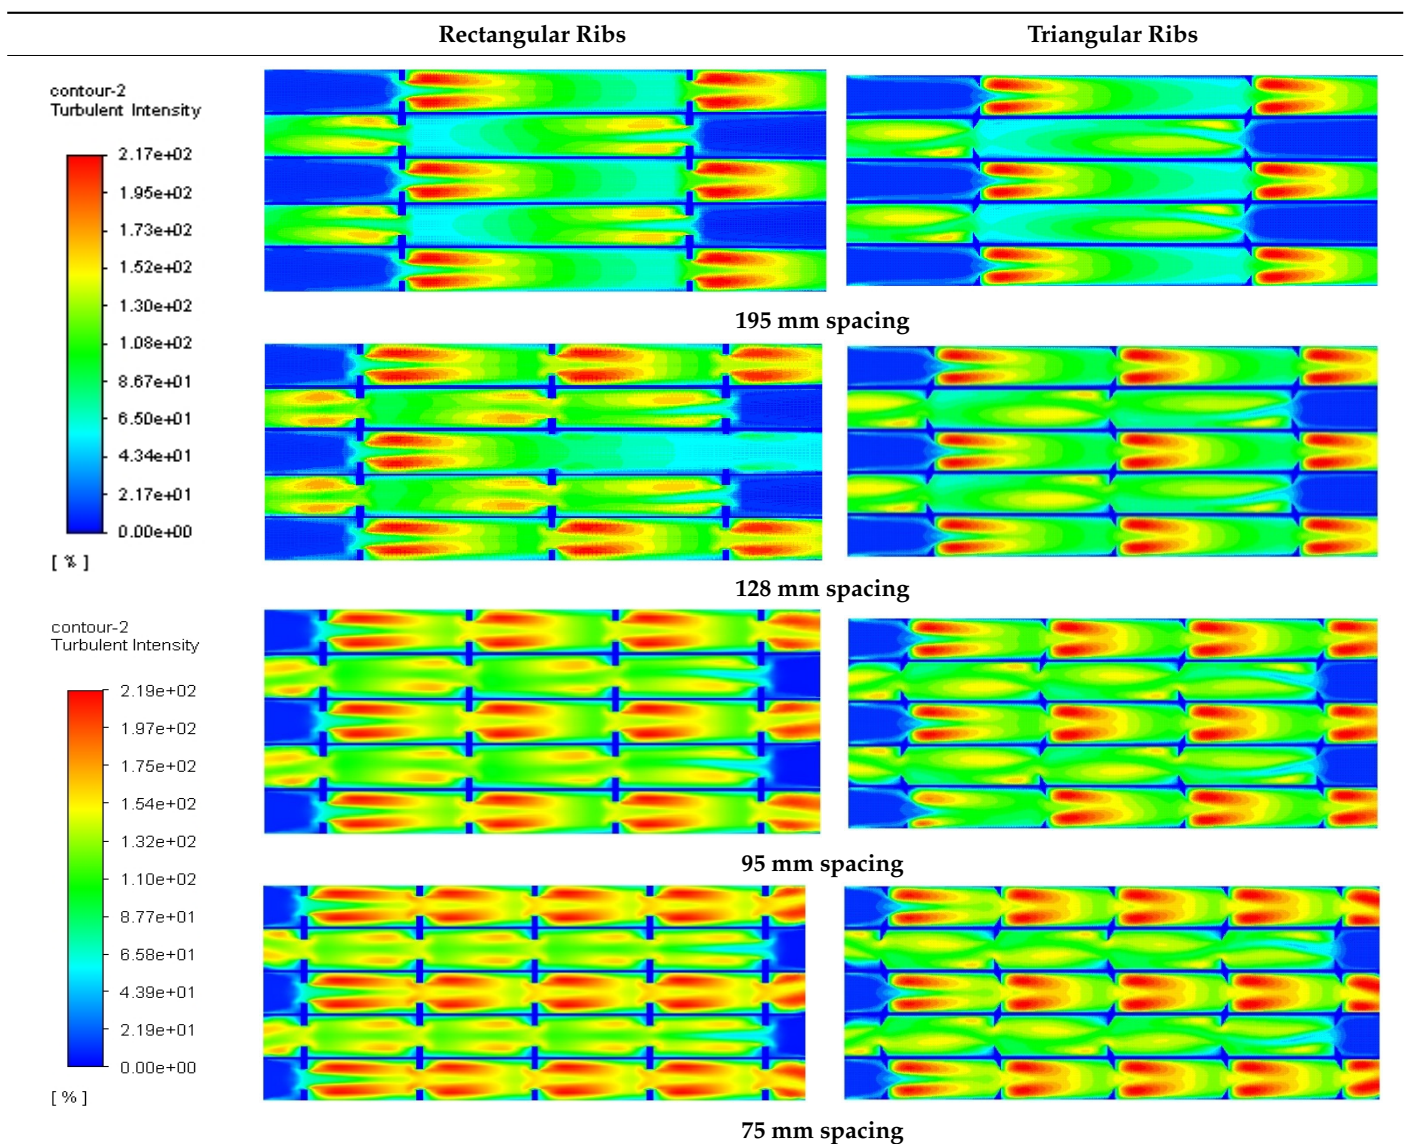 Rectangular Ribs
Triangular Ribs
contour-2
Turbulent Intensity
2.17e+02
1.95e+02
1.73e+02
1.52e+02
1.30e+02
1.08e+02
8.67e+01
6.50e+01
4.34e+01
2.17e+01
0.00e+00
[ % ]
195 mm spacing
128 mm spacing
contour-2
Turbulent Intensity
2.19e+02
1.97e+02
1.75e+02
1.54e+02
1.32e+02
1.10e+02
8.77e+01
6.58e+01
4.39e+01
2.19e+01
0.00e+00
[ % ]
95 mm spacing
75 mm spacing